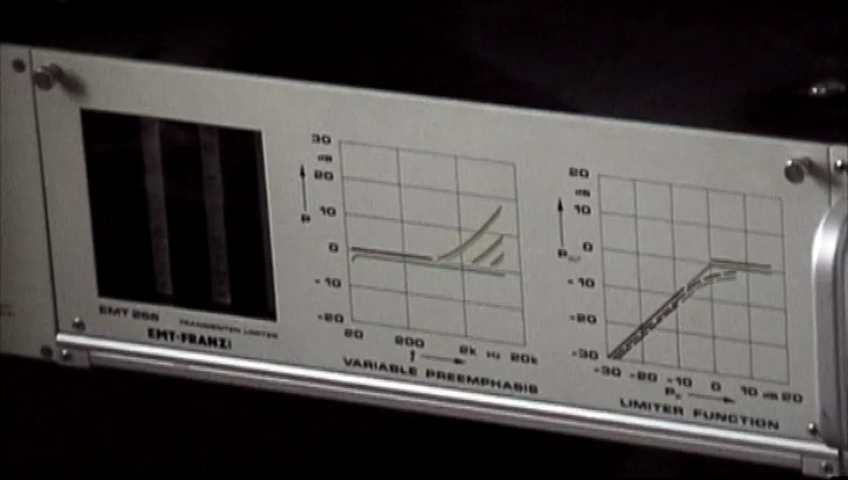 EMT 266 TRANSIENTEN LIMITER
EMT-FRANZ
30
dB
20
10
0
-10
-20
20 200 2k Hz 20k
f
VARIABLE PREEMPHASIS
20
dB
10
0
-10
-20
-30
-30 -20 -10 0 10 dB 20
LIMITER FUNCTION